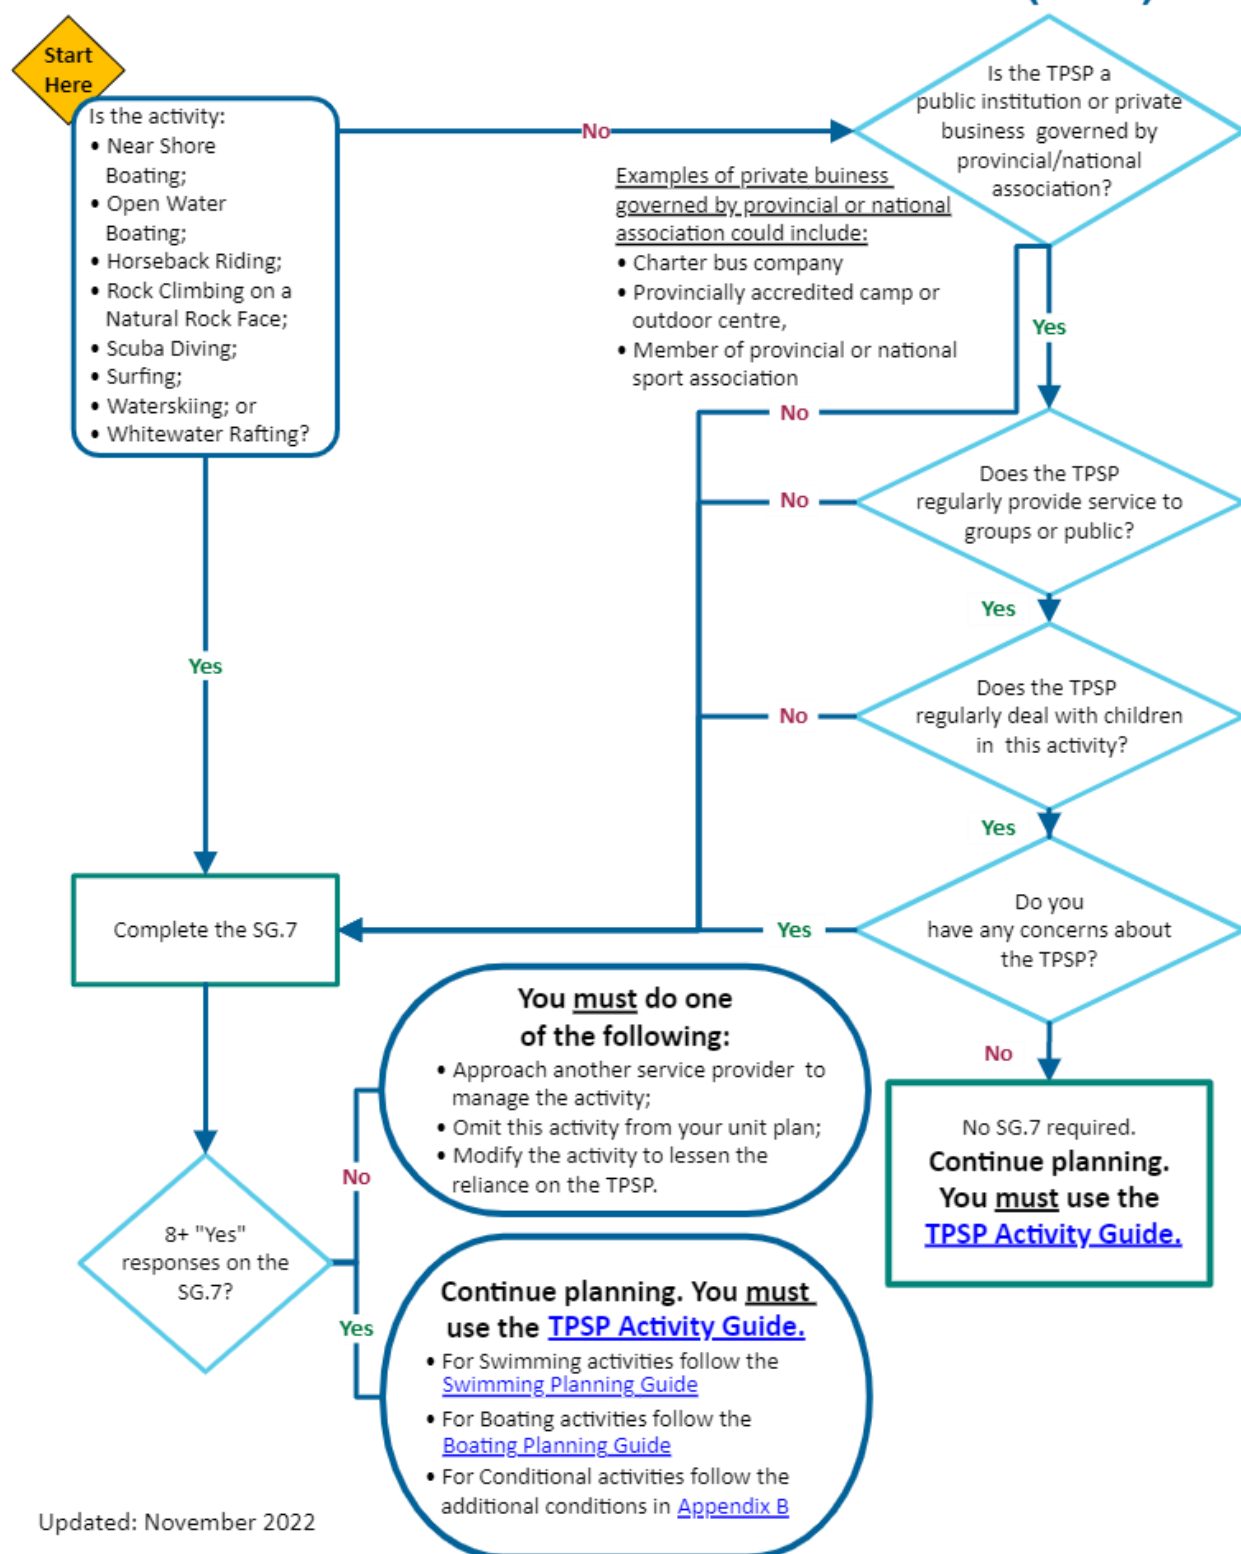 Start
Here
Is the activity:
• Near Shore
Boating;
• Open Water
Boating;
• Horseback Riding;
• Rock Climbing on a
Natural Rock Face;
• Scuba Diving;
• Surfing;
• Waterskiing; or
• Whitewater Rafting?
No
Is the TPSP a
public institution or private
business governed by
provincial/national
association?
Examples of private buiness
governed by provincial or national
association could include:
• Charter bus company
• Provincially accredited camp or
outdoor centre,
• Member of provincial or national
sport association
Yes
No
Does the TPSP
regularly provide service to
groups or public?
No
Yes
Yes
Does the TPSP
regularly deal with children
in this activity?
No
Yes
Do you
have any concerns about
the TPSP?
Yes
Complete the SG.7
No
No SG.7 required.
Continue planning.
You must use the
TPSP Activity Guide.
You must do one
of the following:
• Approach another service provider to
manage the activity;
• Omit this activity from your unit plan;
• Modify the activity to lessen the
reliance on the TPSP.
No
8+ "Yes"
responses on the
SG.7?
Yes
Continue planning. You must
use the TPSP Activity Guide.
• For Swimming activities follow the
Swimming Planning Guide
• For Boating activities follow the
Boating Planning Guide
• For Conditional activities follow the
additional conditions in Appendix B
Updated: November 2022